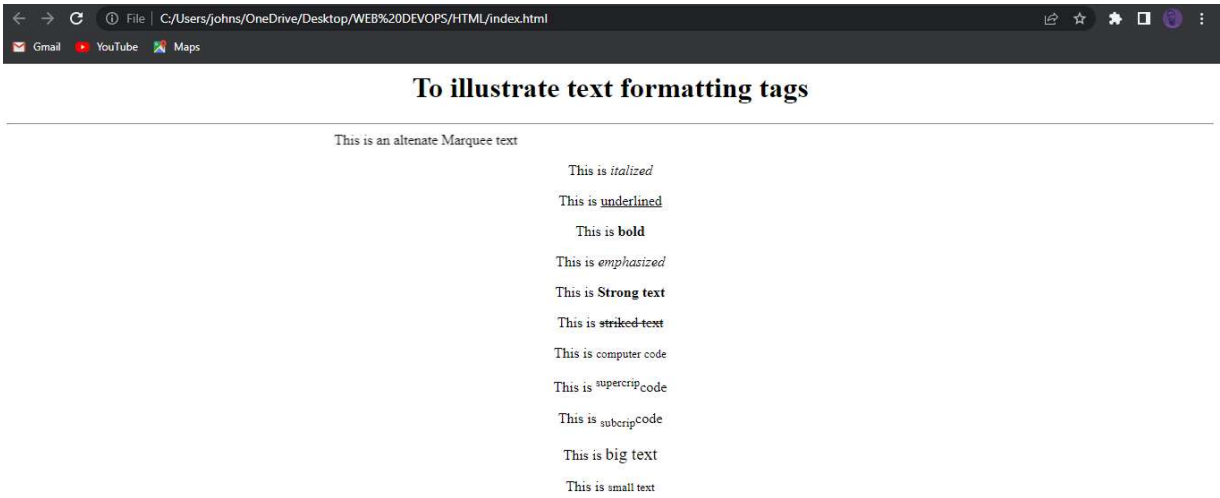 File | C:/Users/johns/OneDrive/Desktop/WEB%20DEVOPS/HTML/index.html
Gmail YouTube Maps
To illustrate text formatting tags
This is an altenate Marquee text
This is italized
This is underlined
This is bold
This is emphasized
This is Strong text
This is striked text
This is computer code
This is supercripcode
This is subcripcode
This is big text
This is small text